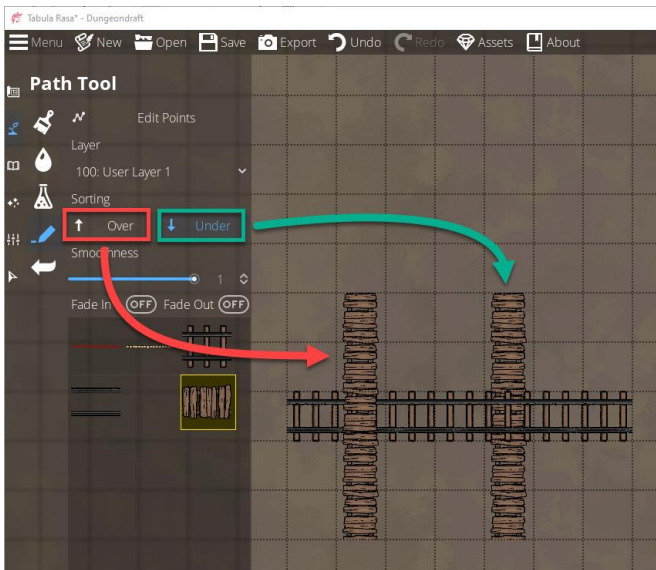 Tabula Rasa* - Dungeondraft
Menu New Open Save Export Undo Redo Assets About
Path Tool
Edit Points
Layer
100: User Layer 1
Sorting
Over Under
Smoothness
1
Fade In OFF Fade Out OFF